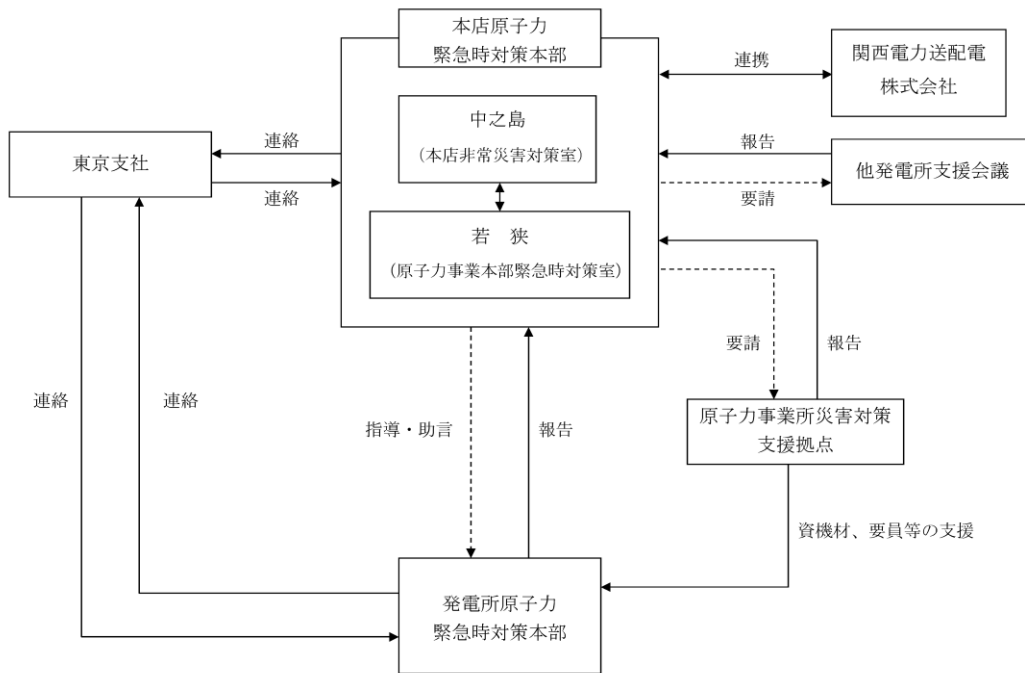 本店原子力
緊急時対策本部
連携
関西電力送配電
株式会社
中之島
(本店非常災害対策室)
東京支社
連絡
連絡
報告
他発電所支援会議
要請
若　狭
(原子力事業本部緊急時対策室)
要請
報告
連絡
連絡
指導・助言
報告
原子力事業所災害対策
支援拠点
資機材、要員等の支援
発電所原子力
緊急時対策本部